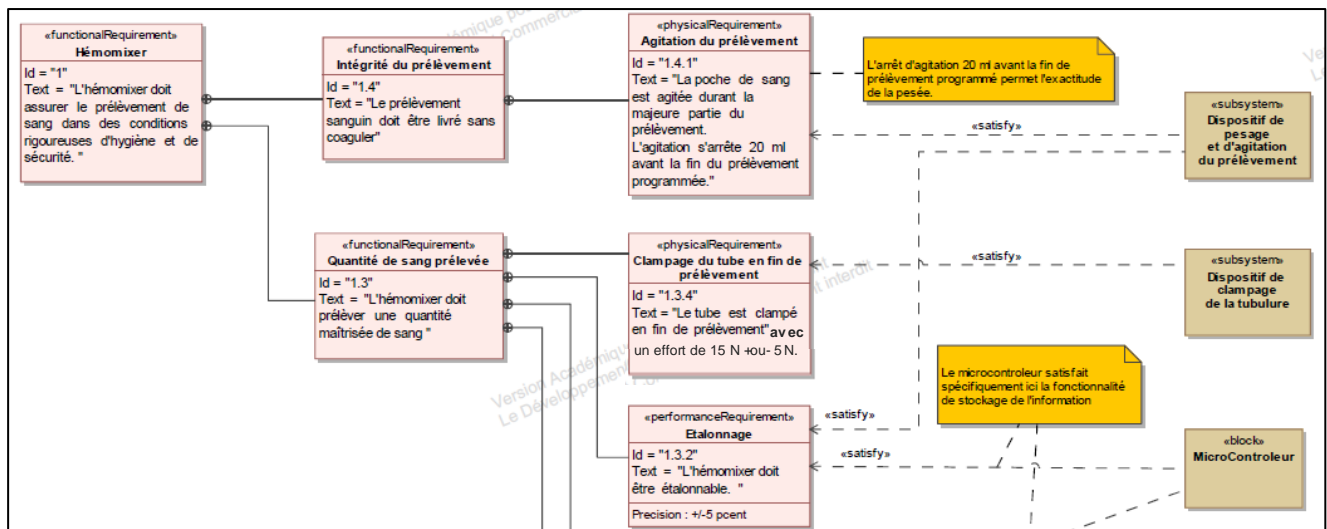 «functionalRequirement»
Hémomixer
Id = "1"
Text = "L'hémomixer doit
assurer le prélèvement de
sang dans des conditions
rigoureuses d'hygiène et de
sécurité. "
«functionalRequirement»
Intégrité du prélèvement
Id = "1.4"
Text = "Le prélèvement
sanguin doit être livré sans
coaguler"
«physicalRequirement»
Agitation du prélèvement
Id = "1.4.1"
Text = "La poche de sang
est agitée durant la
majeure partie du
prélèvement.
L'agitation s'arrête 20 ml
avant la fin du prélèvement
programmée."
L'arrêt d'agitation 20 ml avant la fin de
prélèvement programmé permet l'exactitude
de la pesée.
«satisfy»
«subsystem»
Dispositif de
pesage
et d'agitation
du prélèvement
«functionalRequirement»
Quantité de sang prélevée
Id = "1.3"
Text = "L'hémomixer doit
prélèver une quantité
maîtrisée de sang "
«physicalRequirement»
Clampage du tube en fin de
prélèvement
Id = "1.3.4"
Text = "Le tube est clampé
en fin de prélèvement" avec
un effort de 15 N +ou- 5 N.
«satisfy»
«subsystem»
Dispositif de
clampage
de la tubulure
Le microcontroleur satisfait
spécifiquement ici la fonctionnalité
de stockage de l'information
«performanceRequirement»
Etalonnage
Id = "1.3.2"
Text = "L'hémomixer doit
être étalonnable. "
Precision : +/-5 pcent
«satisfy»
«satisfy»
«block»
MicroControleur
Version Académique
Le Développement
it interdit